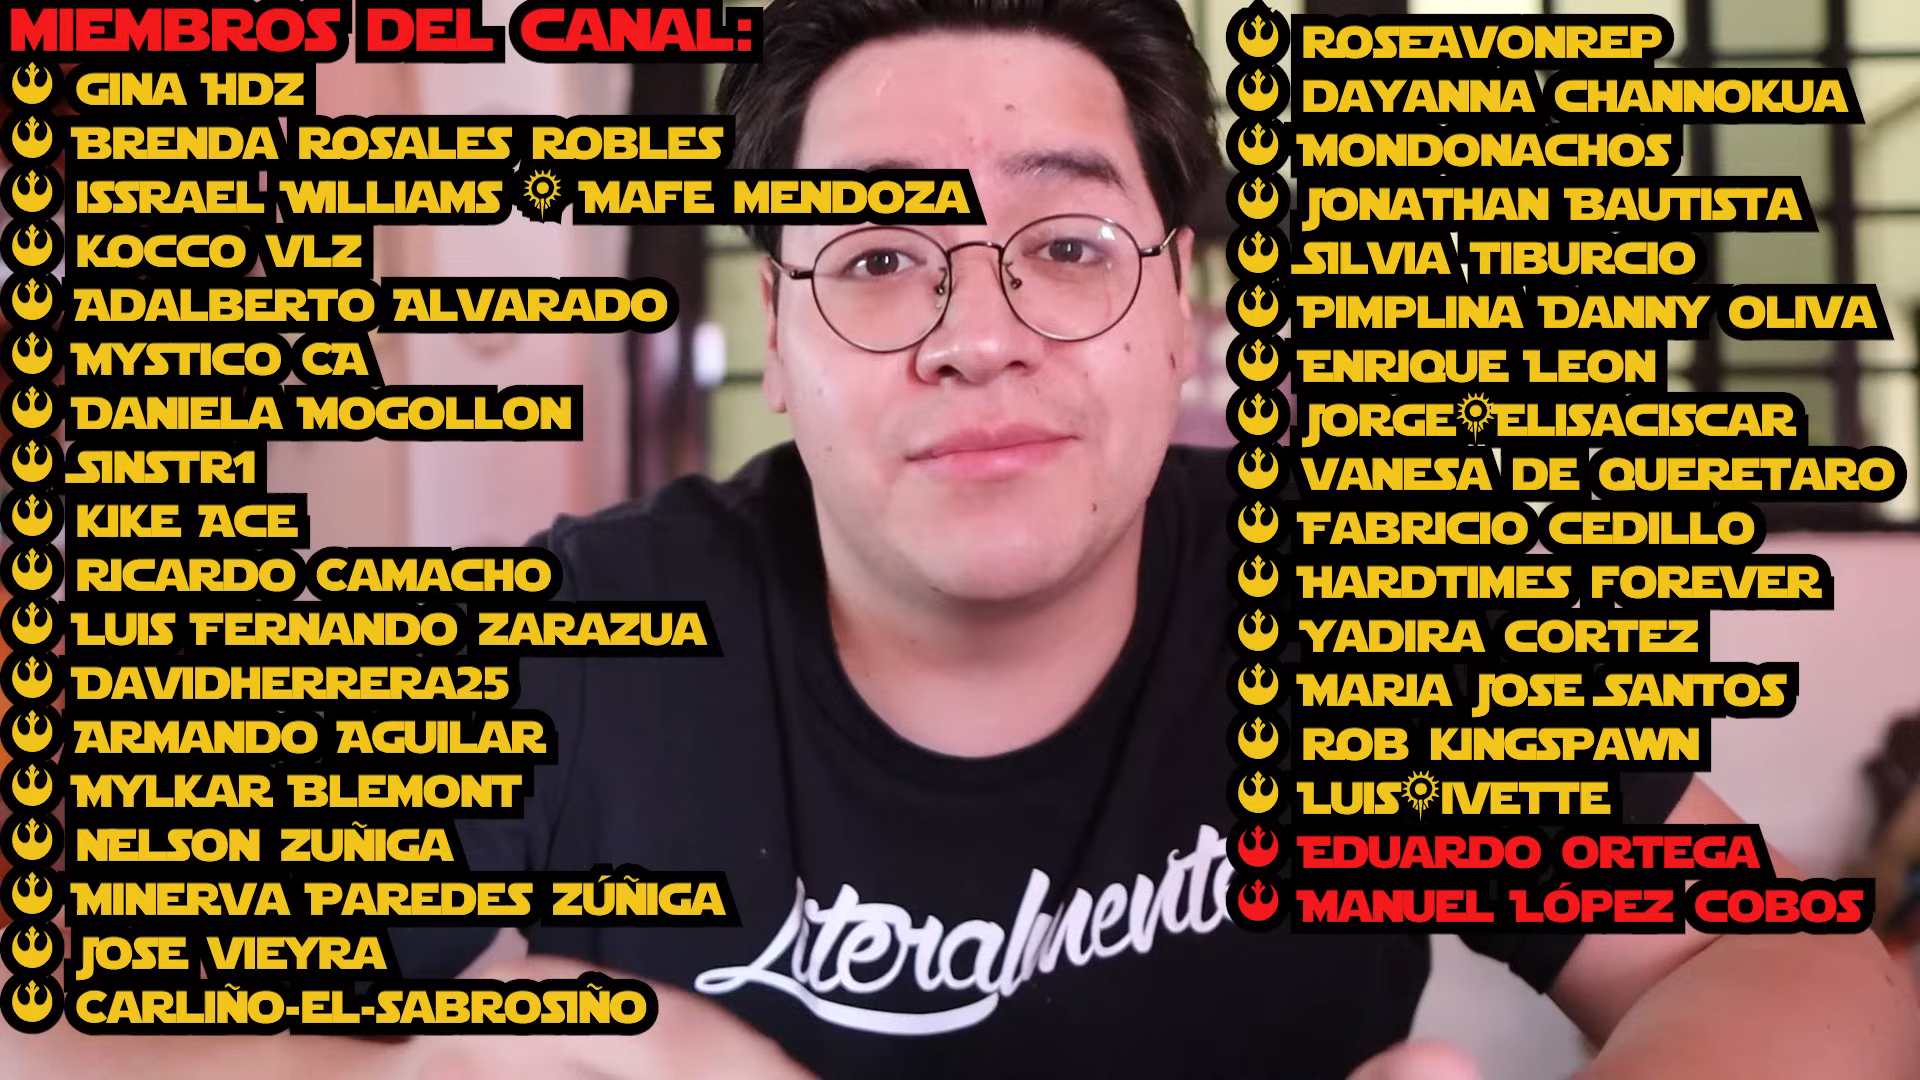 MIEMBROS DEL CANAL:
GINA HDZ
BRENDA ROSALES ROBLES
ISSRAEL WILLIAMS MAFE MENDOZA
KOCCO VLZ
ADALBERTO ALVARADO
MYSTICO CA
DANIELA MOGOLLON
SINSTR1
KIKE ACE
RICARDO CAMACHO
LUIS FERNANDO ZARAZUA
DAVIDHERRERA25
ARMANDO AGUILAR
MYLKAR BLEMONT
NELSON ZUÑIGA
MINERVA PAREDES ZÚÑIGA
JOSE VIEYRA
CARLIÑO-EL-SABROSIÑO
ROSEAVONREP
DAYANNA CHANNOKUA
MONDONACHOS
JONATHAN BAUTISTA
SILVIA TIBURCIO
PIMPLINA DANNY OLIVA
ENRIQUE LEON
JORGE ELISACISCAR
VANESA DE QUERETARO
FABRICIO CEDILLO
HARDTIMES FOREVER
YADIRA CORTEZ
MARIA JOSE SANTOS
ROB KINGSPAWN
LUIS IVETTE
EDUARDO ORTEGA
MANUEL LÓPEZ COBOS
Literalmente